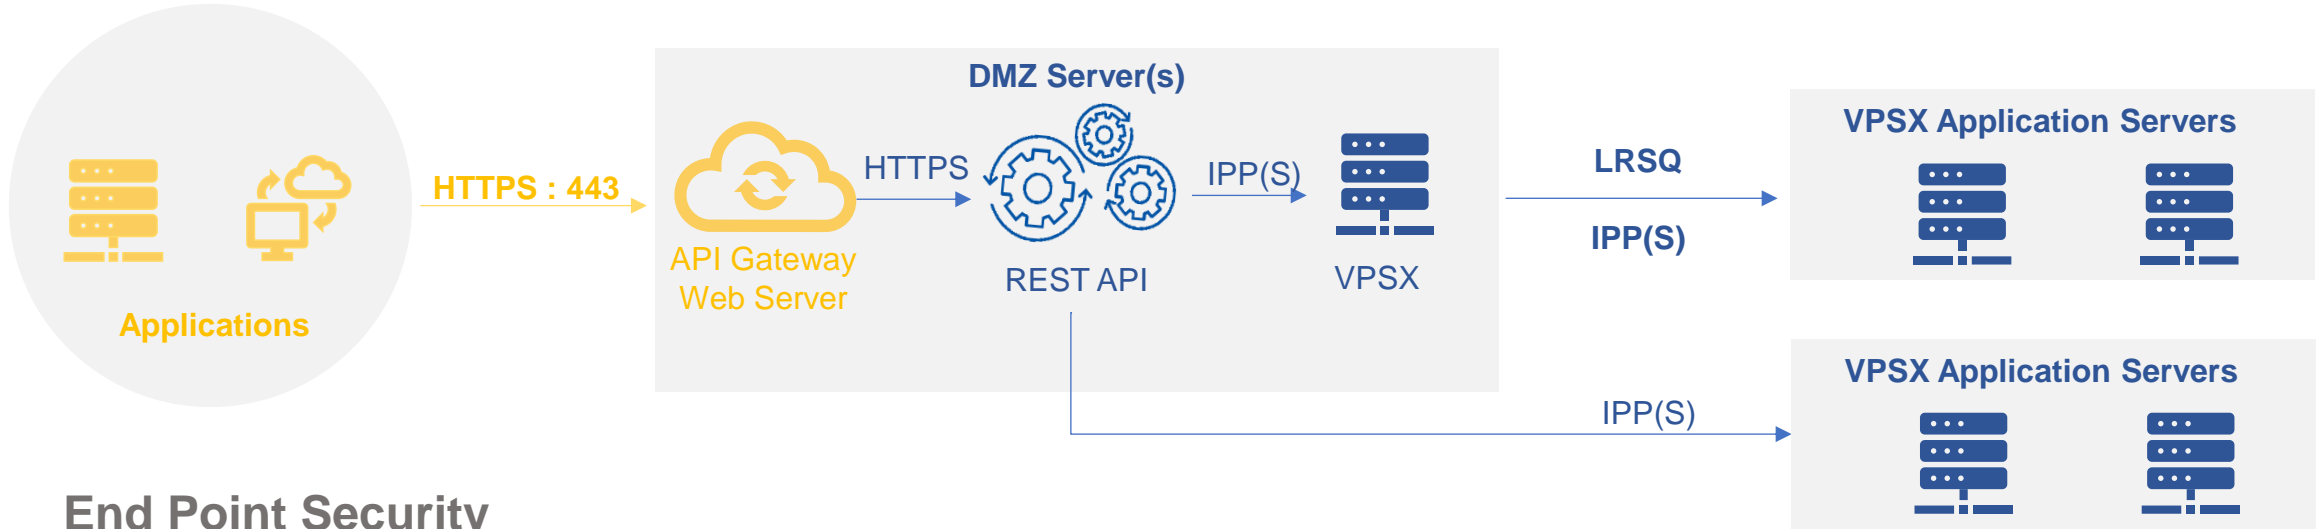 DMZ Server(s)
HTTPS : 443
HTTPS
IPP(S)
API Gateway
Web Server
REST API
VPSX
Applications
LRSQ
IPP(S)
VPSX Application Servers
IPP(S)
VPSX Application Servers
End Point Security